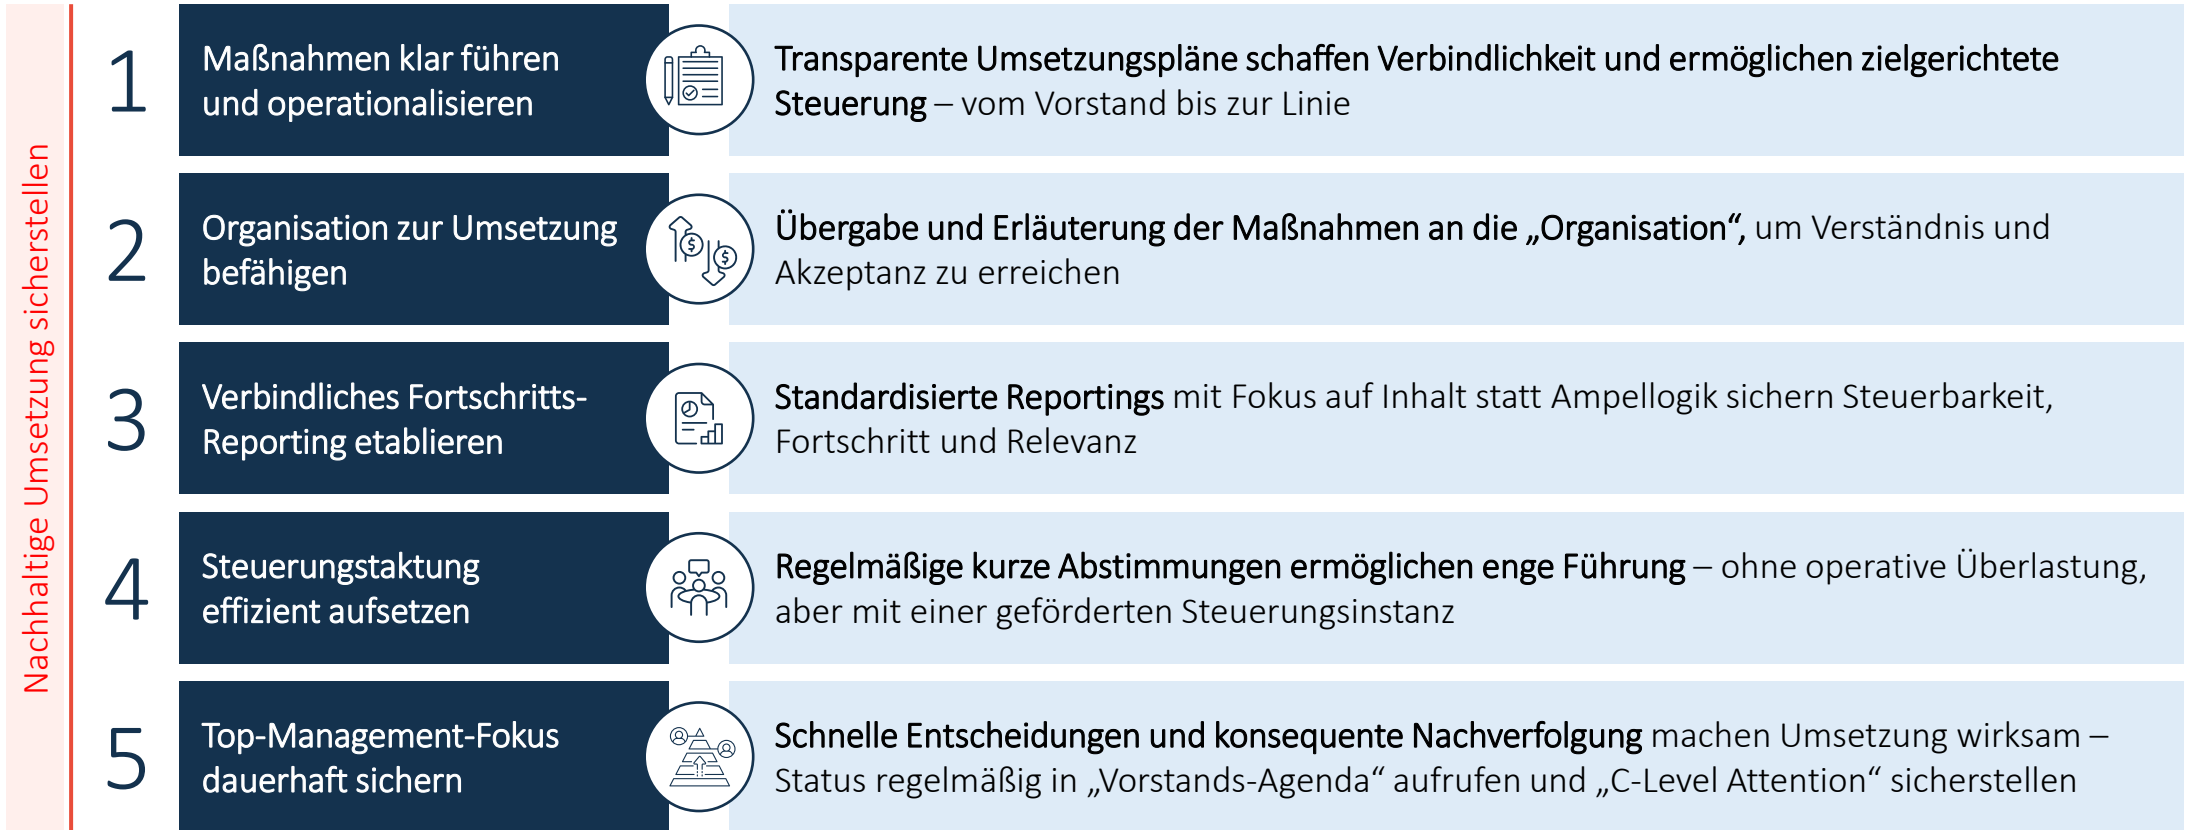 Nachhaltige Umsetzung sicherstellen
1
Maßnahmen klar führen
und operationalisieren
Transparente Umsetzungspläne schaffen Verbindlichkeit und ermöglichen zielgerichtete
Steuerung – vom Vorstand bis zur Linie
2
Organisation zur Umsetzung
befähigen
Übergabe und Erläuterung der Maßnahmen an die „Organisation“, um Verständnis und
Akzeptanz zu erreichen
3
Verbindliches Fortschritts-
Reporting etablieren
Standardisierte Reportings mit Fokus auf Inhalt statt Ampellogik sichern Steuerbarkeit,
Fortschritt und Relevanz
4
Steuerungstaktung
effizient aufsetzen
Regelmäßige kurze Abstimmungen ermöglichen enge Führung – ohne operative Überlastung,
aber mit einer geförderten Steuerungsinstanz
5
Top-Management-Fokus
dauerhaft sichern
Schnelle Entscheidungen und konsequente Nachverfolgung machen Umsetzung wirksam –
Status regelmäßig in „Vorstands-Agenda“ aufrufen und „C-Level Attention“ sicherstellen